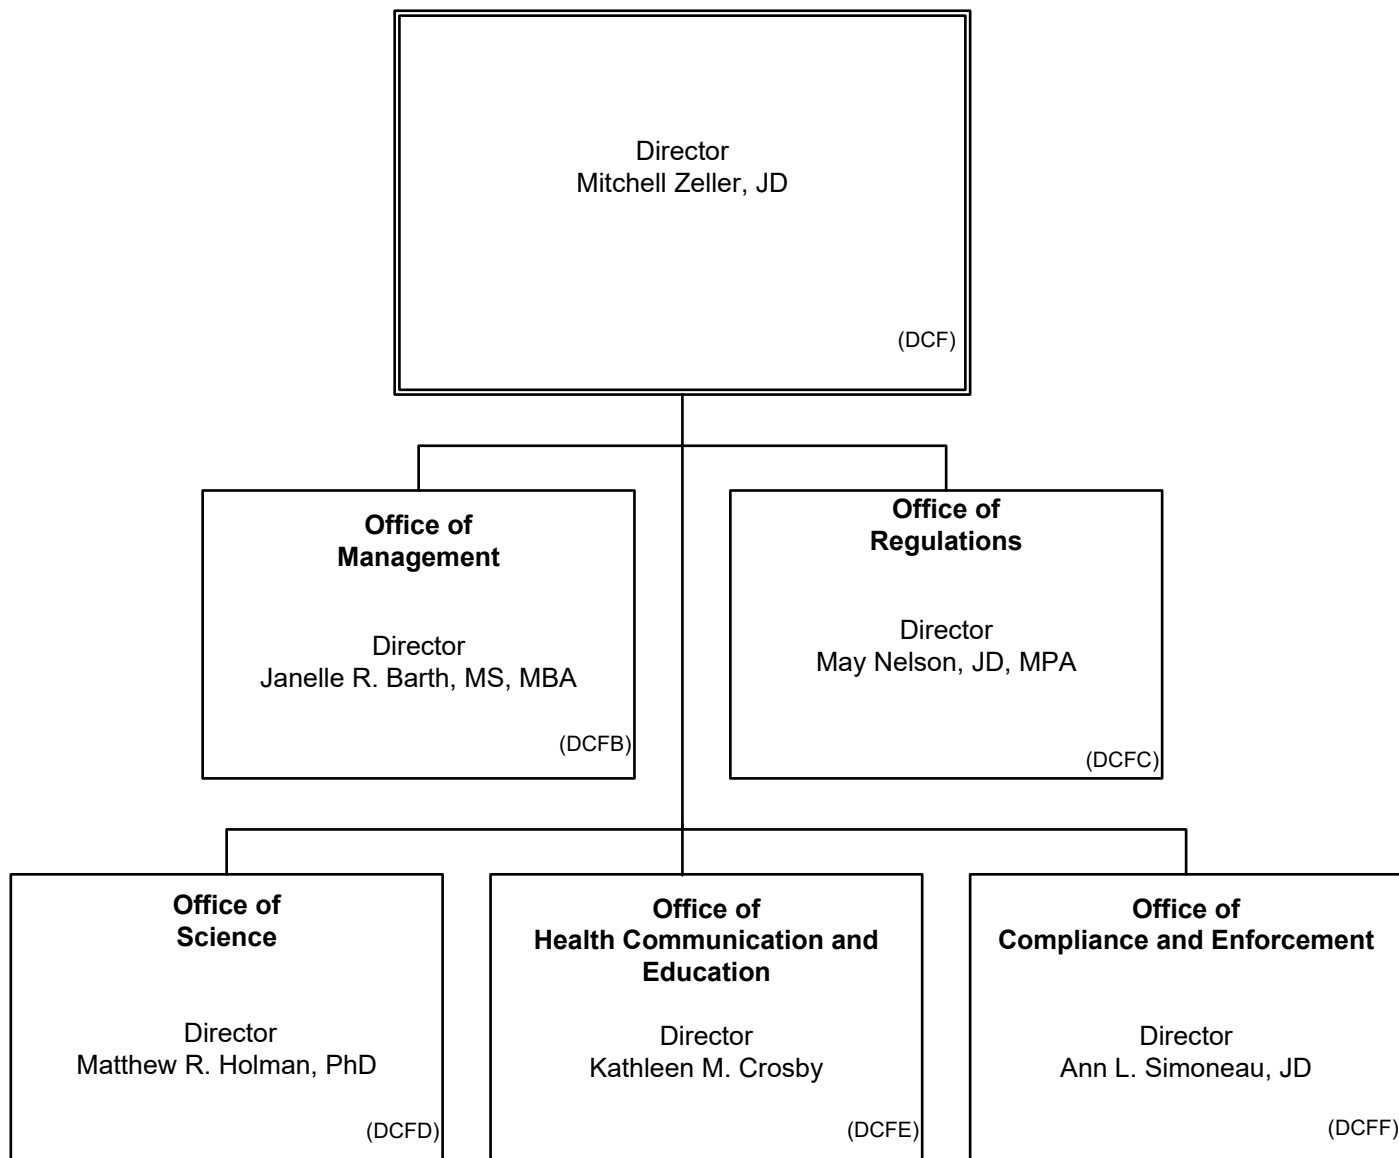 Director
Mitchell Zeller, JD
(DCF)
Office of
Management
Director
Janelle R. Barth, MS, MBA
(DCFB)
Office of
Regulations
Director
May Nelson, JD, MPA
(DCFC)
Office of
Science
Director
Matthew R. Holman, PhD
(DCFD)
Office of
Health Communication and
Education
Director
Kathleen M. Crosby
(DCFE)
Office of
Compliance and Enforcement
Director
Ann L. Simoneau, JD
(DCFF)